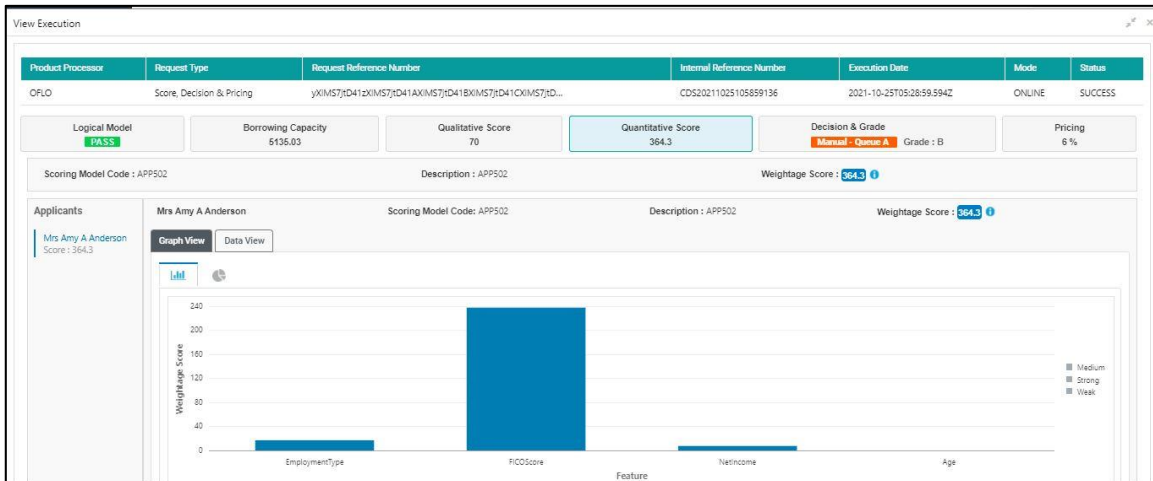 View Execution
Product Processor Request Type Request Reference Number Internal Reference Number Execution Date Mode Status
OFLO Score, Decision & Pricing yXIMS7jtD41zXIMS7jtD41AXIMS7jtD41BXIMS7jtD41CXIMS7jtD... CDS20211025105859136 2021-10-25T05:28:59.594Z ONLINE SUCCESS
Logical Model Borrowing Capacity Qualitative Score Quantitative Score Decision & Grade Pricing
PASS 5135.03 70 364.3 Manual - Queue A Grade : B 6 %
Scoring Model Code : APP502 Description : APP502 Weightage Score : 364.3
Applicants Mrs Amy A Anderson Scoring Model Code: APP502 Description : APP502 Weightage Score : 364.3
Mrs Amy A Anderson
Score : 364.3
Graph View Data View
240
200
160
120
80
40
0
Weightage Score
Medium
Strong
Weak
EmploymentType FICOScore NetIncome Age
Feature